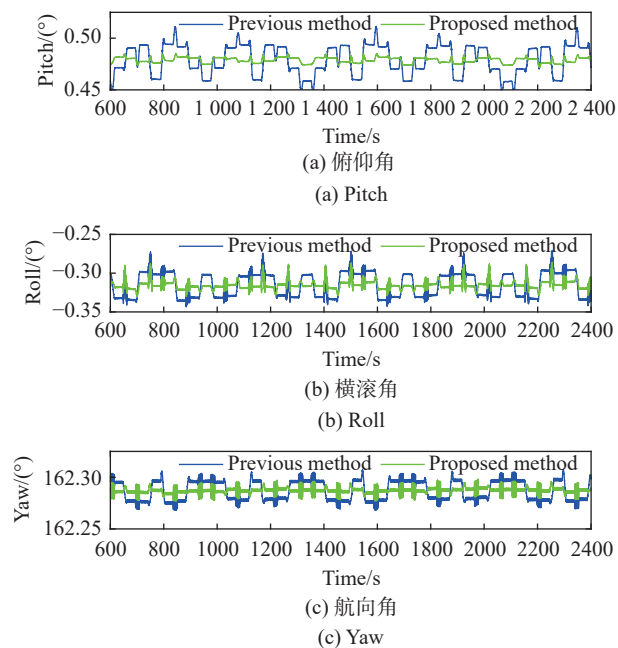 Previous method Proposed method
0.50
0.45
Pitch/(°)
600 800 1 000 1 200 1 400 1 600 1 800 2 000 2 200 2 400
Time/s
(a) 俯仰角
(a) Pitch
−0.25
Previous method Proposed method
−0.30
−0.35
Roll/(°)
600 800 1000 1200 1400 1600 1800 2000 2200 2400
Time/s
(b) 横滚角
(b) Roll
Previous method Proposed method
162.30
162.25
Yaw/(°)
600 800 1000 1200 1400 1600 1800 2000 2200 2400
Time/s
(c) 航向角
(c) Yaw